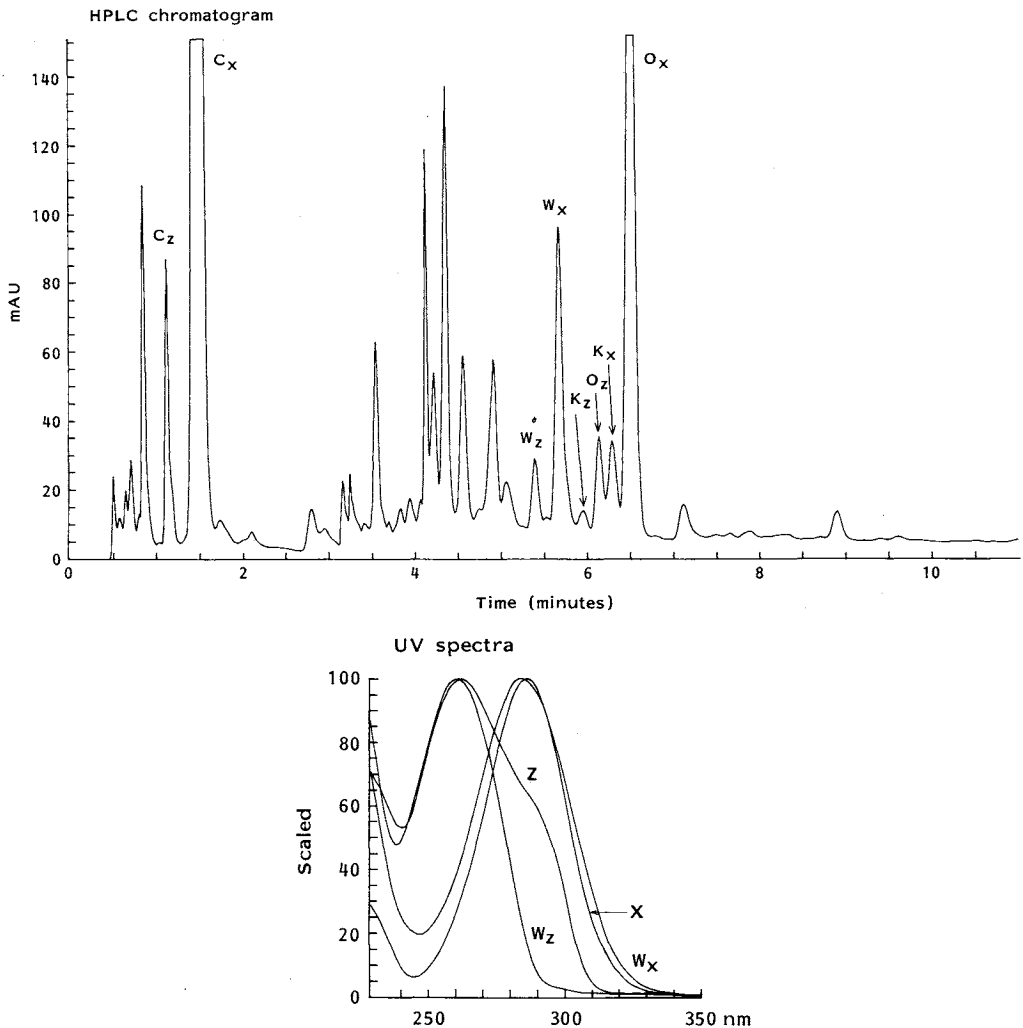 HPLC chromatogram
140
120
100
80
60
40
20
0
mAU
Cz
Cx
Wz
Wx
Kz
Oz
Kx
Ox
0 2 4 6 8 10
Time (minutes)
UV spectra
100
80
60
40
20
0
Scaled
Z
X
Wz
Wx
250 300 350 nm